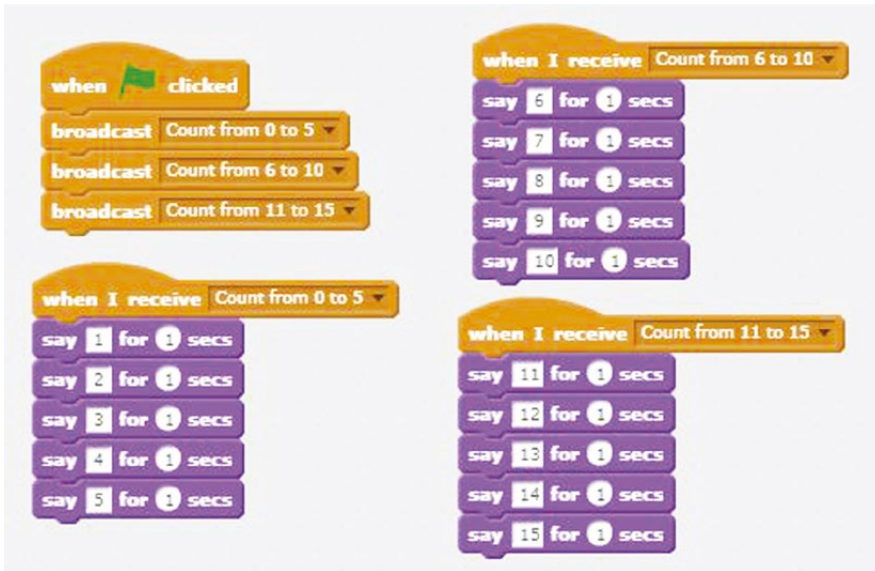 when clicked
broadcast Count from 0 to 5
broadcast Count from 6 to 10
broadcast Count from 11 to 15
when I receive Count from 0 to 5
say 1 for 1 secs
say 2 for 1 secs
say 3 for 1 secs
say 4 for 1 secs
say 5 for 1 secs
when I receive Count from 6 to 10
say 6 for 1 secs
say 7 for 1 secs
say 8 for 1 secs
say 9 for 1 secs
say 10 for 1 secs
when I receive Count from 11 to 15
say 11 for 1 secs
say 12 for 1 secs
say 13 for 1 secs
say 14 for 1 secs
say 15 for 1 secs